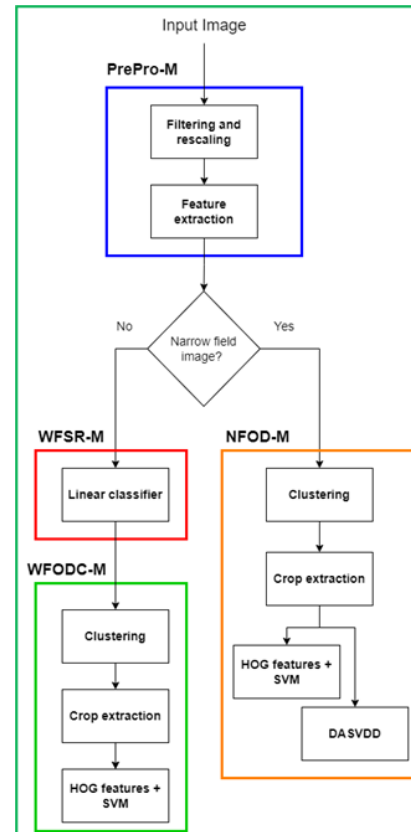 Input Image
PrePro-M
Filtering and
rescaling
Feature
extraction
No
Yes
Narrow field
image?
WFSR-M
Linear classifier
WFODC-M
Clustering
Crop extraction
HOG features +
SVM
NFOD-M
Clustering
Crop extraction
HOG features +
SVM
DASVDD